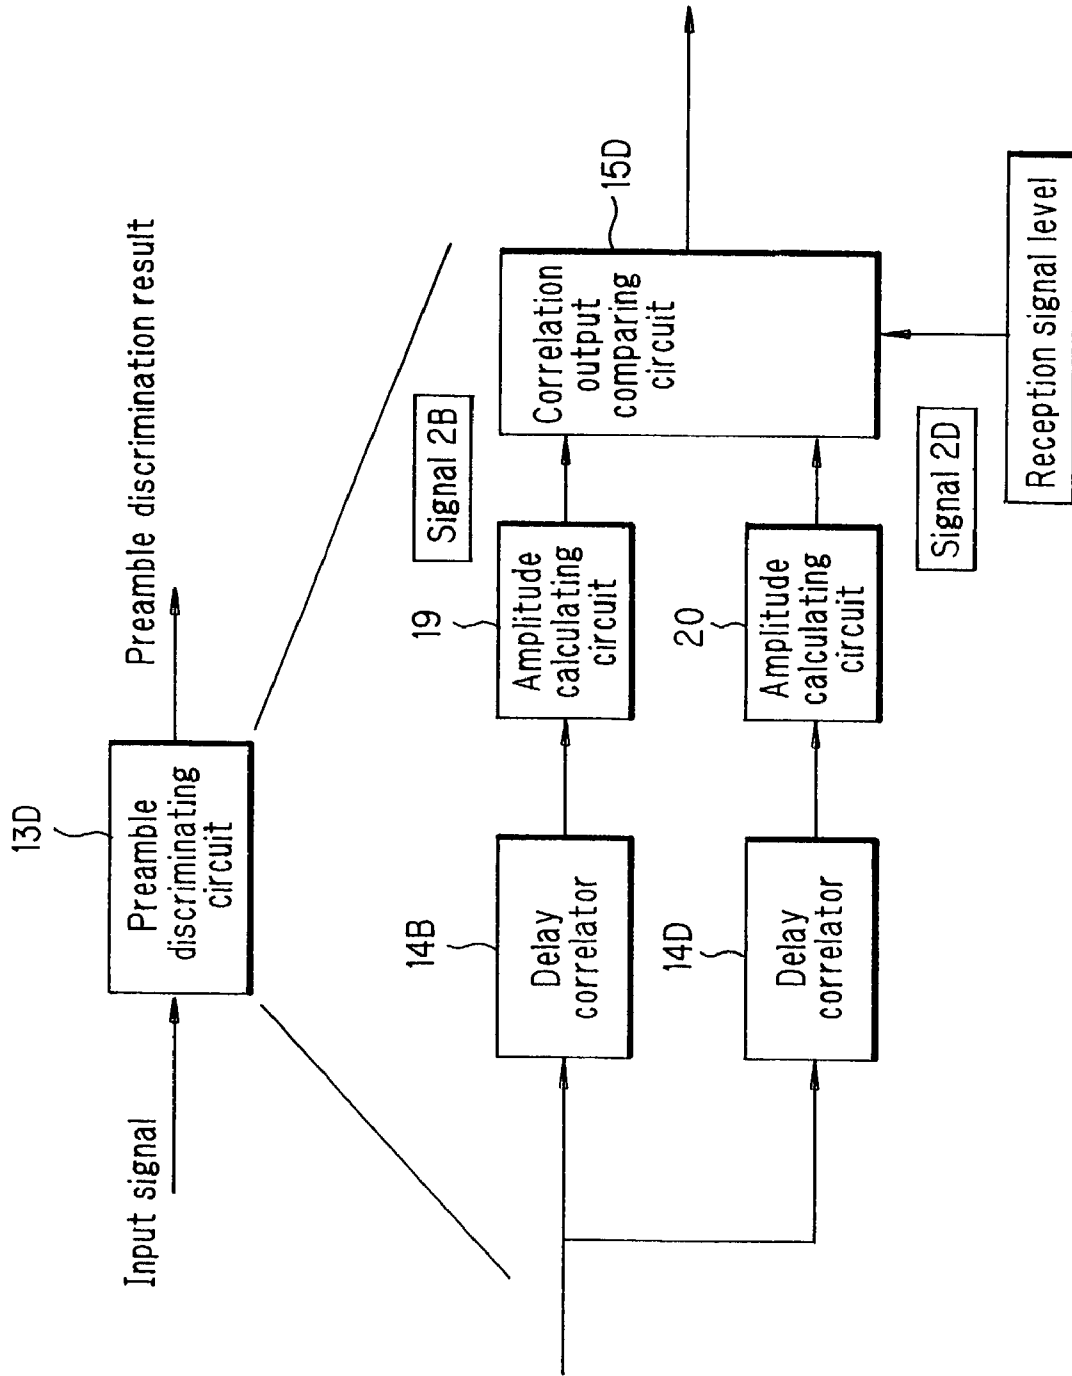 13D
Input signal
Preamble
discriminating
circuit
Preamble discrimination result
14B
Delay
correlator
19
Amplitude
calculating
circuit
Signal 2B
15D
Correlation
output
comparing
circuit
14D
Delay
correlator
20
Amplitude
calculating
circuit
Signal 2D
Reception signal level